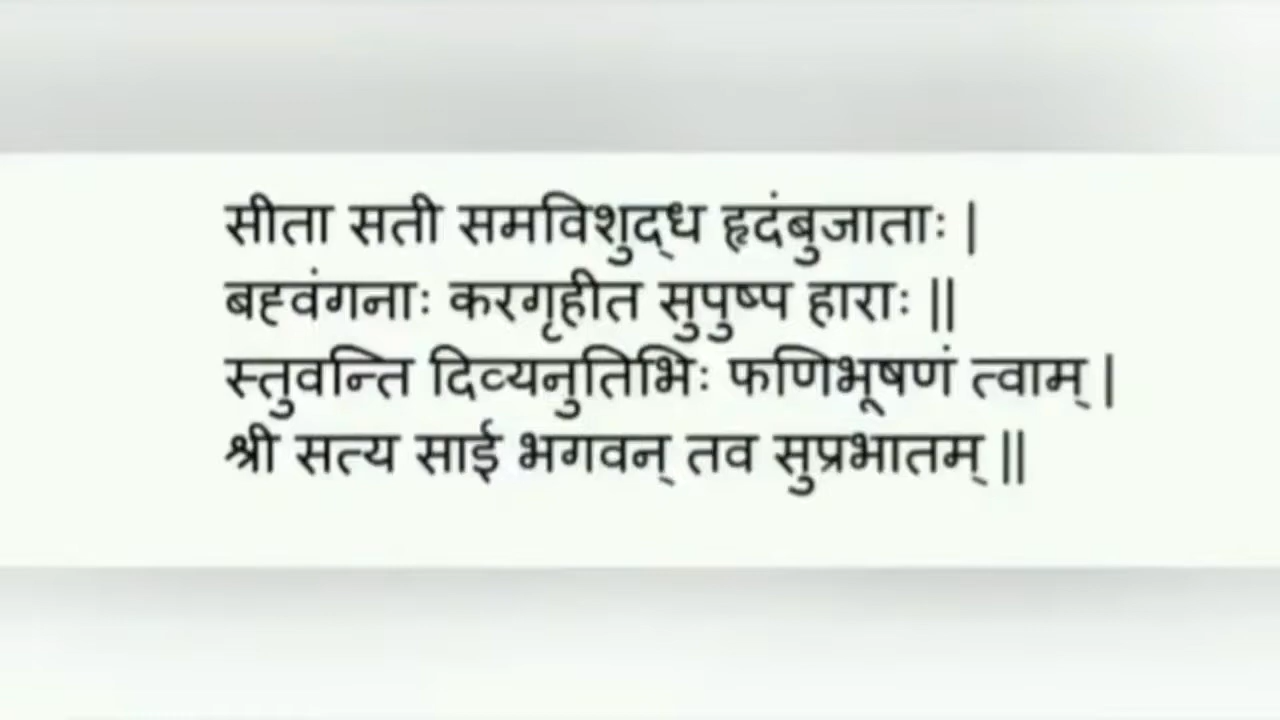 सीता सती समविशुद्‌ध हृदंबुजाताः |
बह्वंगनाः करगृहीत सुपुष्प हाराः ||
स्तुवन्ति दिव्यनुतिभिः फणिभूषणं त्वाम् |
श्री सत्य साई भगवन् तव सुप्रभातम् ||